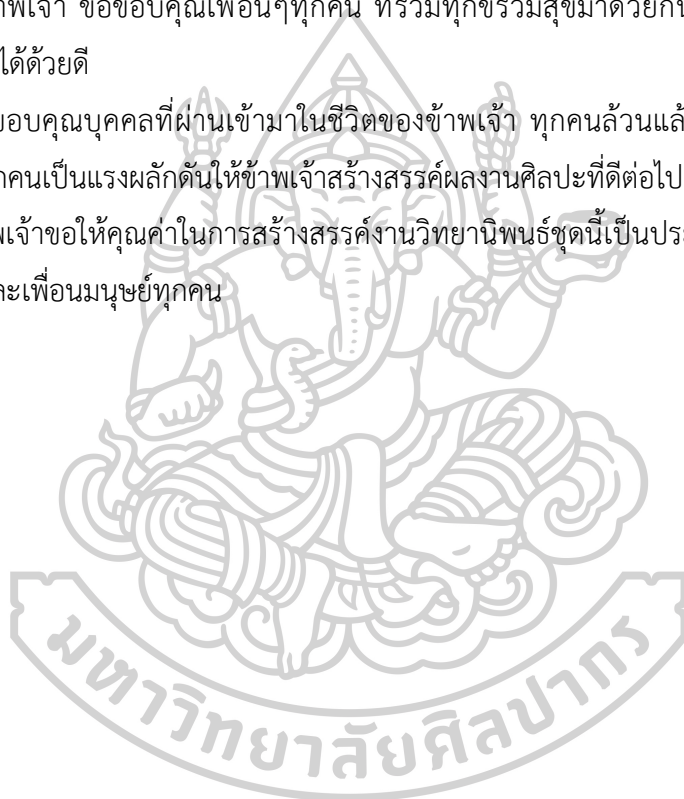 ขอขอบคุณเพื่อนๆทุกคน ที่ร่วมทุกข์ร่วมสุขมาด้วยกัน
ได้ด้วยดี
ขอบคุณบุคคลที่ผ่านเข้ามาในชีวิตของข้าพเจ้า ทุกคนล้วนแล้
คนเป็นแรงผลักดันให้ข้าพเจ้าสร้างสรรค์ผลงานศิลปะที่ดีต่อไป
พเจ้าขอให้คุณค่าในการสร้างสรรค์งานวิทยานิพนธ์ชุดนี้เป็นประ
ละเพื่อนมนุษย์ทุกคน
มหาวิทยาลัยศิลปากร